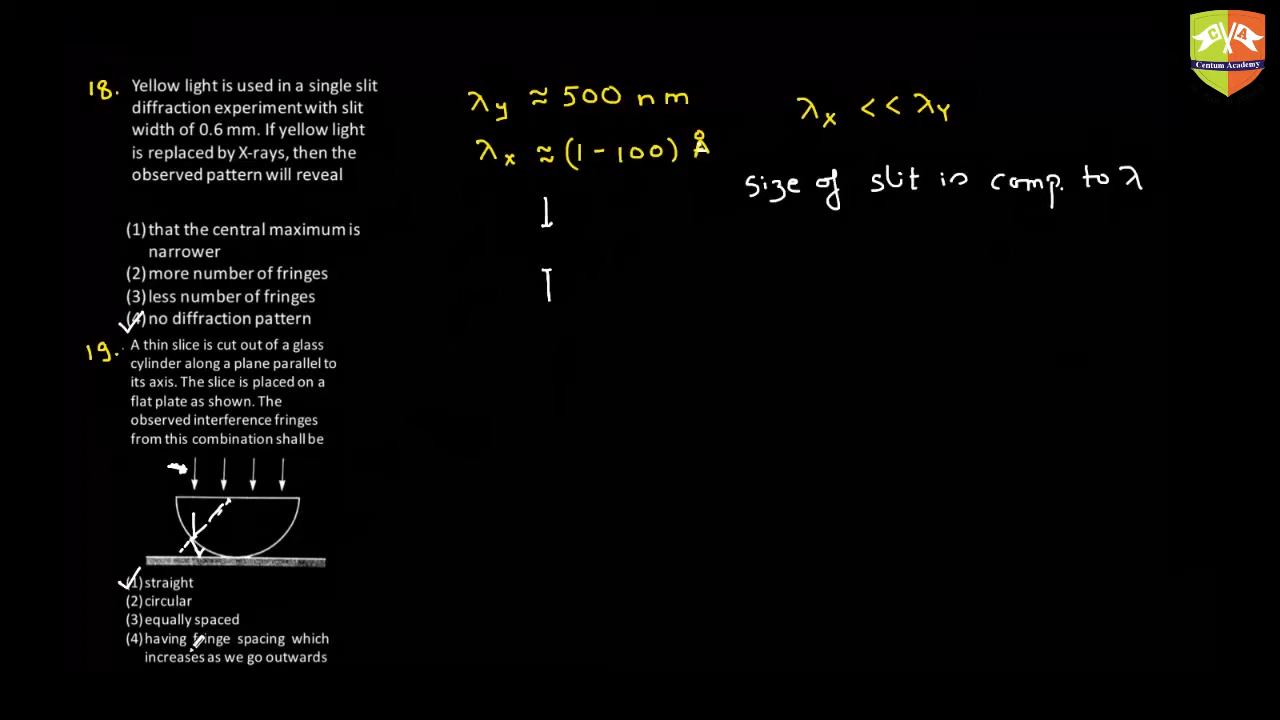 18. Yellow light is used in a single slit
diffraction experiment with slit
width of 0.6 mm. If yellow light
is replaced by X-rays, then the
observed pattern will reveal
(1) that the central maximum is
narrower
(2) more number of fringes
(3) less number of fringes
(4) no diffraction pattern
19. A thin slice is cut out of a glass
cylinder along a plane parallel to
its axis. The slice is placed on a
flat plate as shown. The
observed interference fringes
from this combination shall be
(1) straight
(2) circular
(3) equally spaced
(4) having fringe spacing which
increases as we go outwards
λy ≈ 500 nm
λx ≈ (1 - 100) Å
λx << λy
size of slit is comp. to λ
C A
Centum Academy